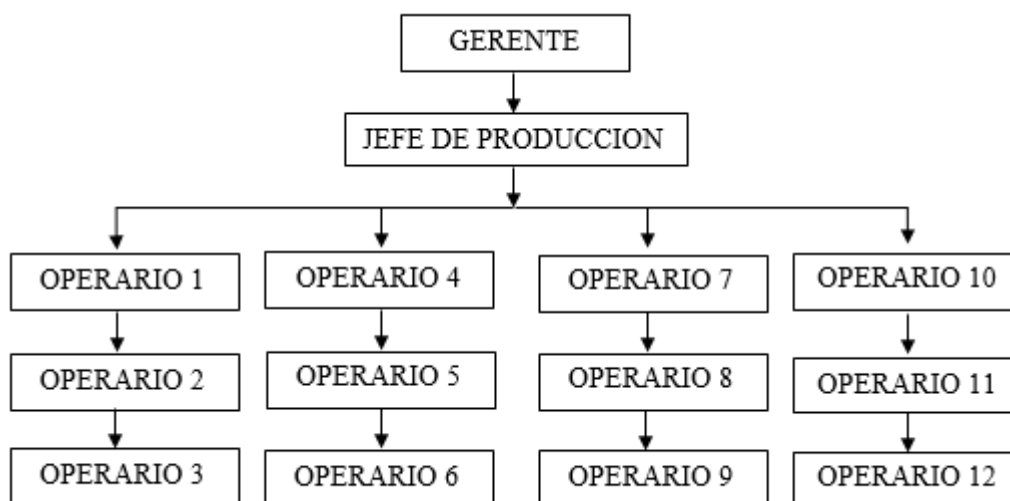 GERENTE
JEFE DE PRODUCCION
OPERARIO 1
OPERARIO 4
OPERARIO 7
OPERARIO 10
OPERARIO 2
OPERARIO 5
OPERARIO 8
OPERARIO 11
OPERARIO 3
OPERARIO 6
OPERARIO 9
OPERARIO 12